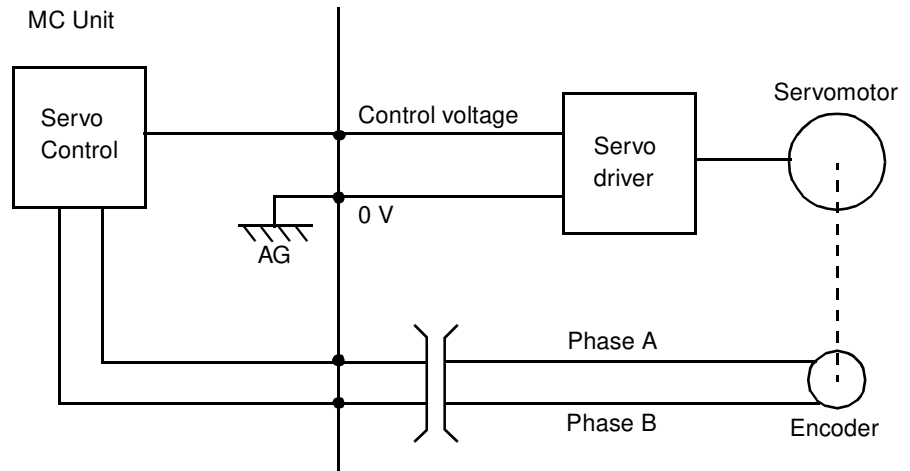 MC Unit
Servo
Control
Control voltage
0 V
AG
Servo
driver
Servomotor
Phase A
Phase B
Encoder